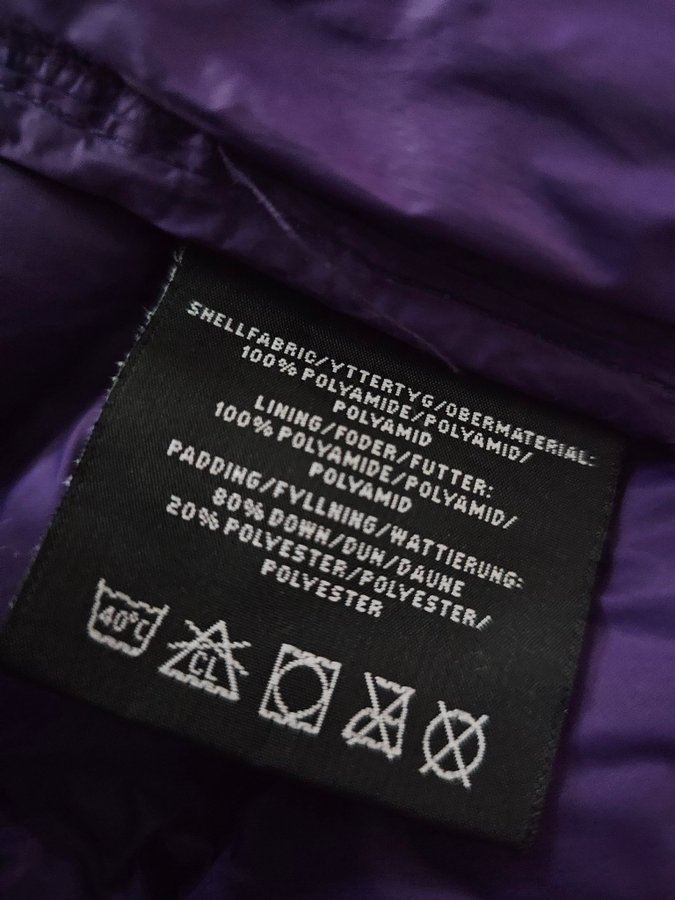 SHELLFABRIC/YTTERTYG/OBERMATERIAL:
100% POLYAMIDE/POLYAMID/
POLYAMID
LINING/FODER/FUTTER:
100% POLYAMIDE/POLYAMID/
POLYAMID
PADDING/FYLLNING/WATTIERUNG:
80% DOWN/DUN/DAUNE
20% POLYESTER/POLYESTER/
POLYESTER
40°C CL